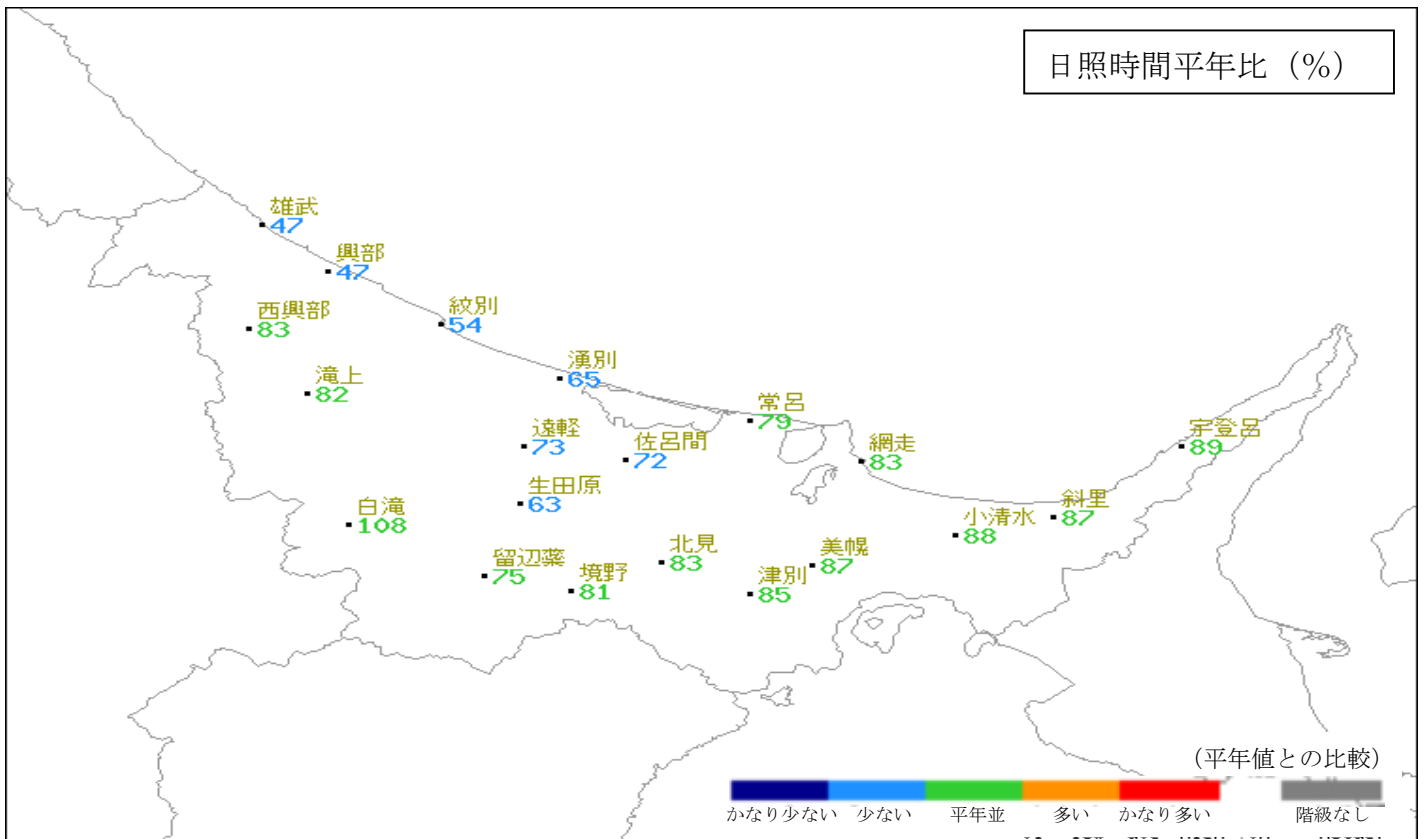 日照時間平年比（%）
雄武
47
興部
47
西興部
83
紋別
54
滝上
82
湧別
65
常呂
79
遠軽
73
佐呂間
72
網走
83
宇登呂
89
生田原
63
白滝
108
斜里
87
小清水
88
北見
83
美幌
87
留辺蘂
75
境野
81
津別
85
（平年値との比較）
かなり少ない 少ない 平年並 多い かなり多い 階級なし